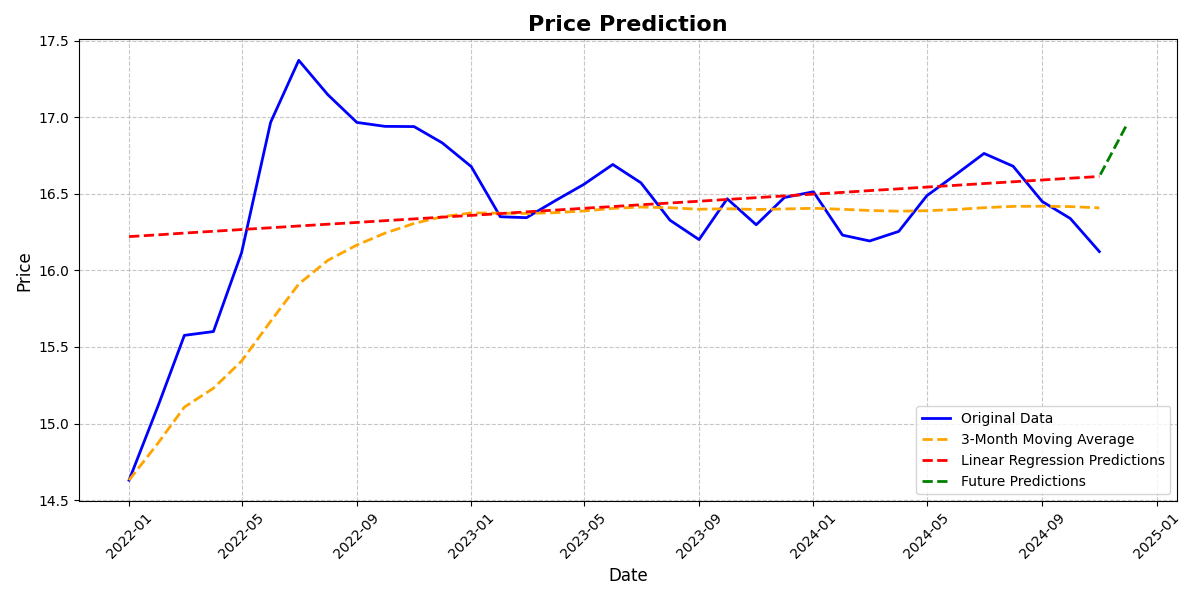 Price Prediction
Price
17.5
17.0
16.5
16.0
15.5
15.0
14.5
Original Data
3-Month Moving Average
Linear Regression Predictions
Future Predictions
2022-01
2022-05
2022-09
2023-01
2023-05
2023-09
2024-01
2024-05
2024-09
2025-01
Date